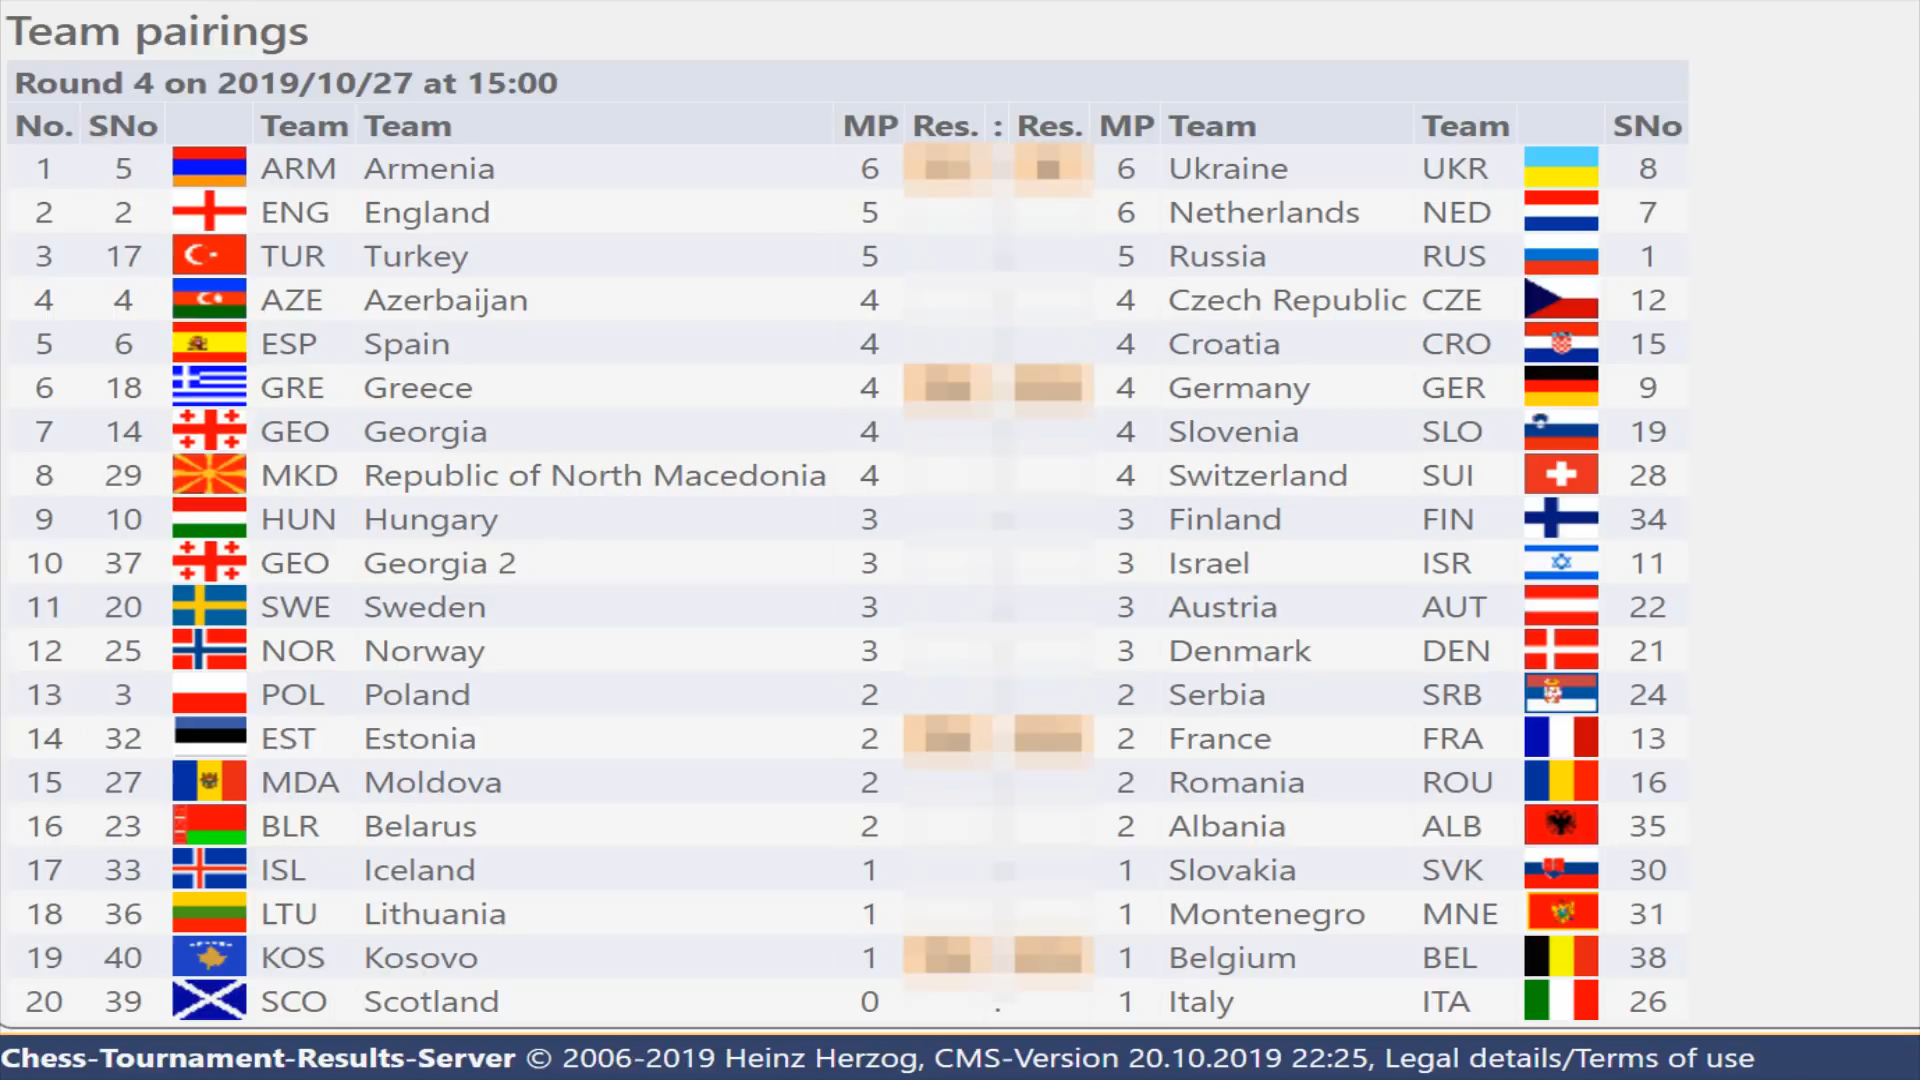 Team pairings
Round 4 on 2019/10/27 at 15:00
No. SNo Team Team MP Res. : Res. MP Team Team SNo
1 5 ARM Armenia 6 6 Ukraine UKR 8
2 2 ENG England 5 6 Netherlands NED 7
3 17 TUR Turkey 5 5 Russia RUS 1
4 4 AZE Azerbaijan 4 4 Czech Republic CZE 12
5 6 ESP Spain 4 4 Croatia CRO 15
6 18 GRE Greece 4 4 Germany GER 9
7 14 GEO Georgia 4 4 Slovenia SLO 19
8 29 MKD Republic of North Macedonia 4 4 Switzerland SUI 28
9 10 HUN Hungary 3 3 Finland FIN 34
10 37 GEO Georgia 2 3 3 Israel ISR 11
11 20 SWE Sweden 3 3 Austria AUT 22
12 25 NOR Norway 3 3 Denmark DEN 21
13 3 POL Poland 2 2 Serbia SRB 24
14 32 EST Estonia 2 2 France FRA 13
15 27 MDA Moldova 2 2 Romania ROU 16
16 23 BLR Belarus 2 2 Albania ALB 35
17 33 ISL Iceland 1 1 Slovakia SVK 30
18 36 LTU Lithuania 1 1 Montenegro MNE 31
19 40 KOS Kosovo 1 1 Belgium BEL 38
20 39 SCO Scotland 0 1 Italy ITA 26
Chess-Tournament-Results-Server © 2006-2019 Heinz Herzog, CMS-Version 20.10.2019 22:25, Legal details/Terms of use